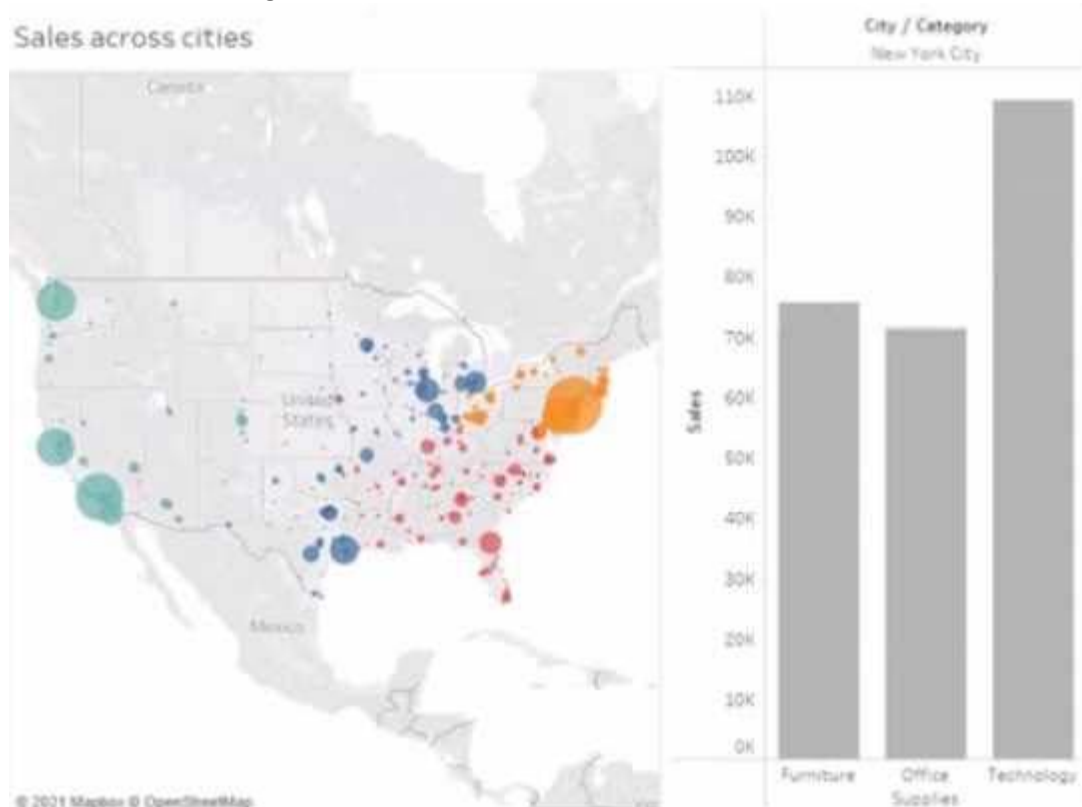 Sales across cities
Canada
United
States
Mexico
© 2021 Mapbox © OpenStreetMap
City / Category
New York City
110K
100K
90K
80K
70K
60K
50K
40K
30K
20K
10K
0K
Sales
Furniture
Office
Supplies
Technology